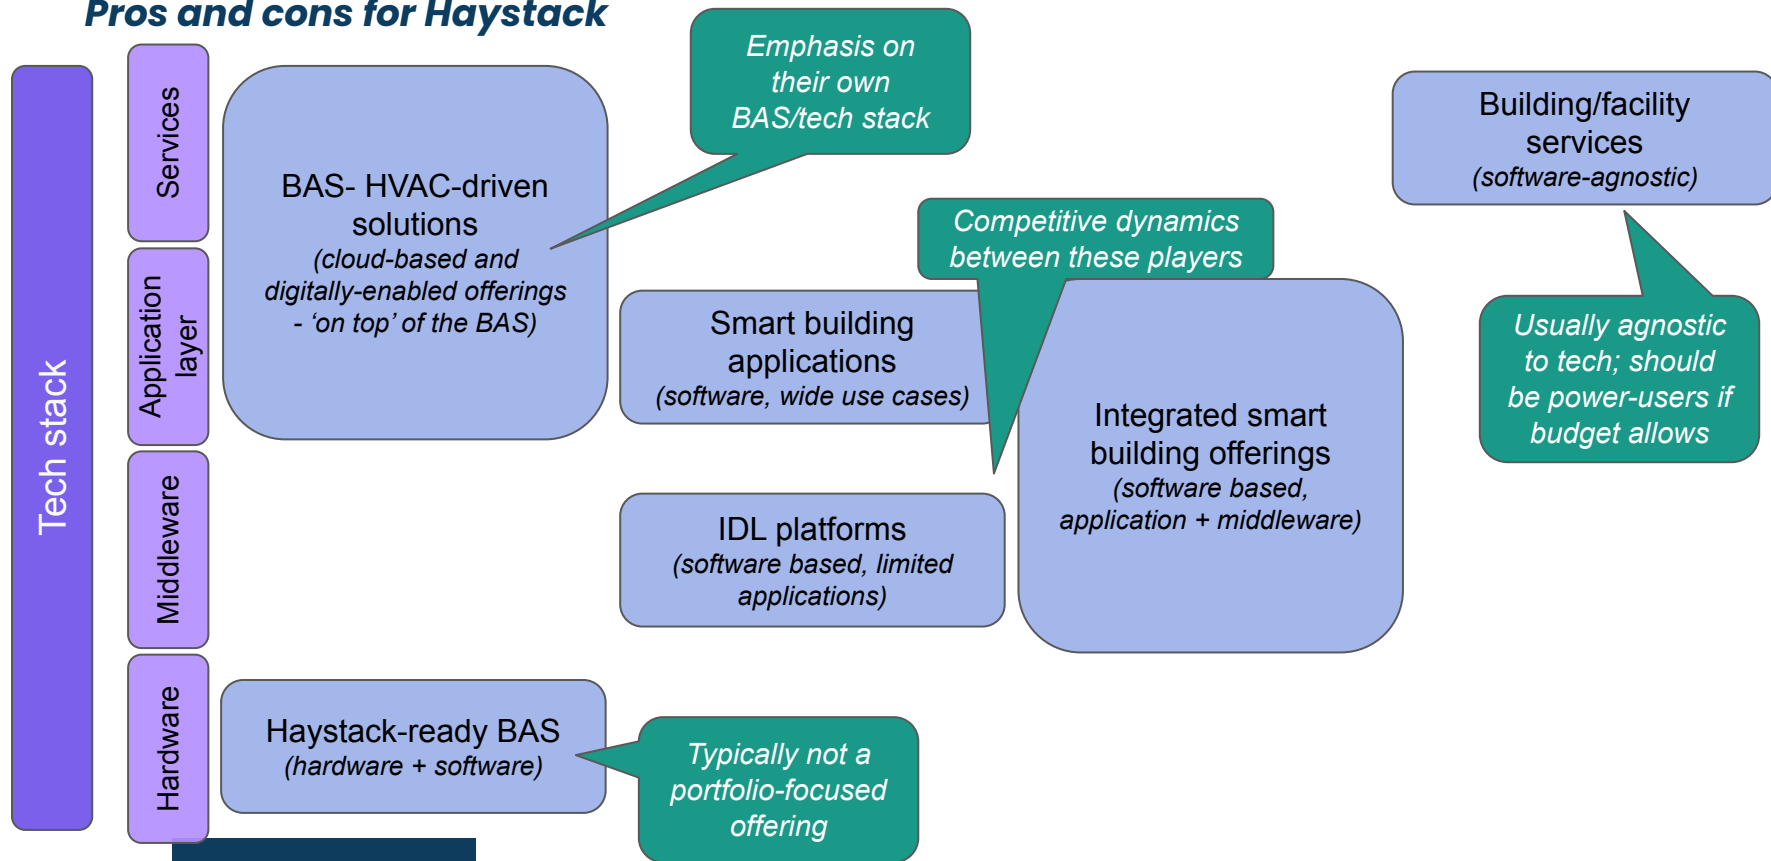 Pros and cons for Haystack
Tech stack
Services
Application
layer
Middleware
Hardware
BAS- HVAC-driven
solutions
(cloud-based and
digitally-enabled offerings
- ‘on top’ of the BAS)
Emphasis on
their own
BAS/tech stack
Building/facility
services
(software-agnostic)
Competitive dynamics
between these players
Smart building
applications
(software, wide use cases)
Usually agnostic
to tech; should
be power-users if
budget allows
Integrated smart
building offerings
(software based,
application + middleware)
IDL platforms
(software based, limited
applications)
Haystack-ready BAS
(hardware + software)
Typically not a
portfolio-focused
offering